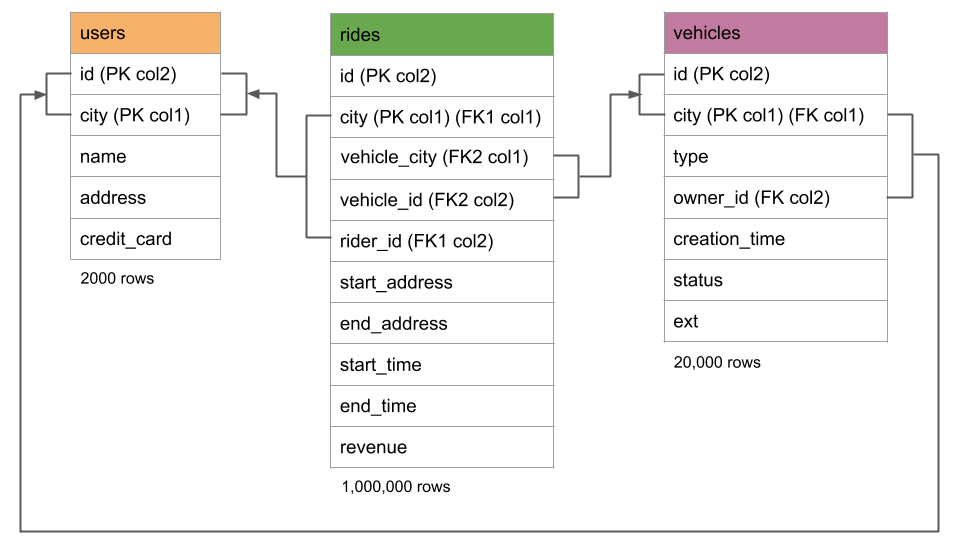 users
id (PK col2)
city (PK col1)
name
address
credit_card
2000 rows
rides
id (PK col2)
city (PK col1) (FK1 col1)
vehicle_city (FK2 col1)
vehicle_id (FK2 col2)
rider_id (FK1 col2)
start_address
end_address
start_time
end_time
revenue
1,000,000 rows
vehicles
id (PK col2)
city (PK col1) (FK col1)
type
owner_id (FK col2)
creation_time
status
ext
20,000 rows